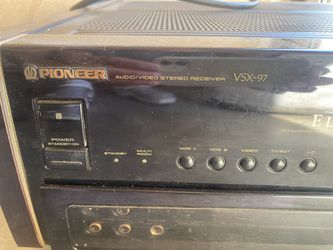 PIONEER
AUDIO/VIDEO STEREO RECEIVER VSX-97
EL
POWER
STANDBY/ON
STANDBY
MULTI
ROOM
VCR 1
VCR 2
VIDEO
TV/SAT